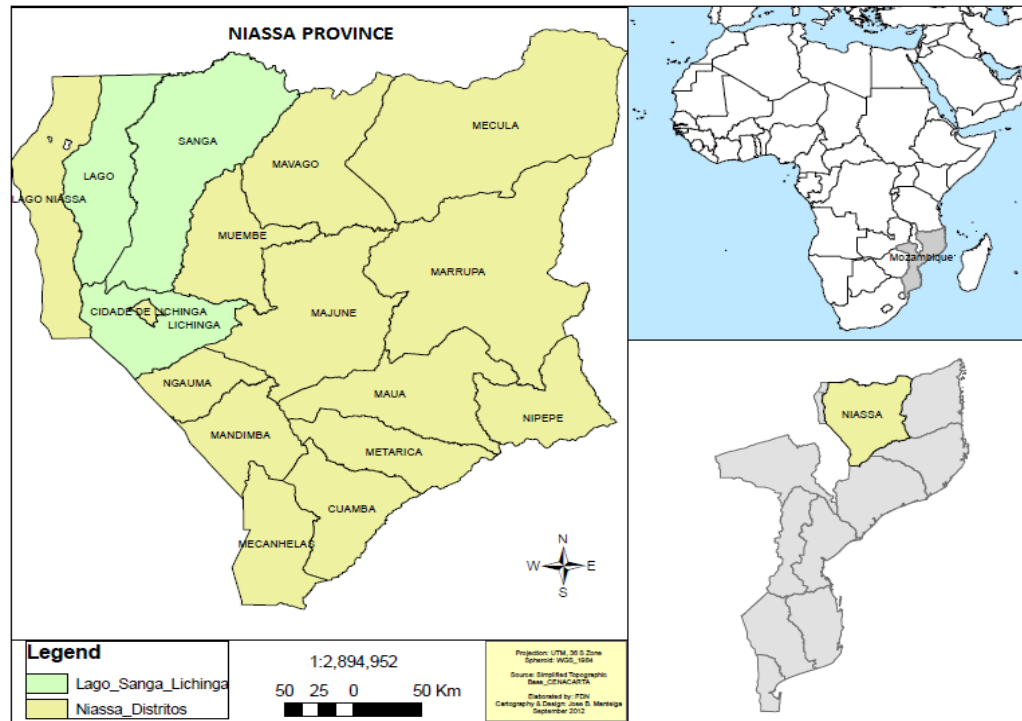 NIASSA PROVINCE
MECULA
SANGA
MAVAGO
LAGO
LAGO NIASSA
MUEMBE
MARRUPA
CIDADE DE LICHINGA
MAJUNE
LICHINGA
NGAUMA
MAUA
NIPEPE
MANDIMBA
METARICA
CUAMBA
MECANHELAS
N
W E
S
Legend
Lago_Sanga_Lichinga
Niassa_Distritos
1:2,894,952
50 25 0 50 Km
Projection: UTM, 36 S Zone
Spheroid: WGS_1984
Source: Simplified Topographic
Base_CENACARTA
Elaborated by: FDN
Cartography & Design: Jose B. Manteiga
September 2012
Mozambique
NIASSA